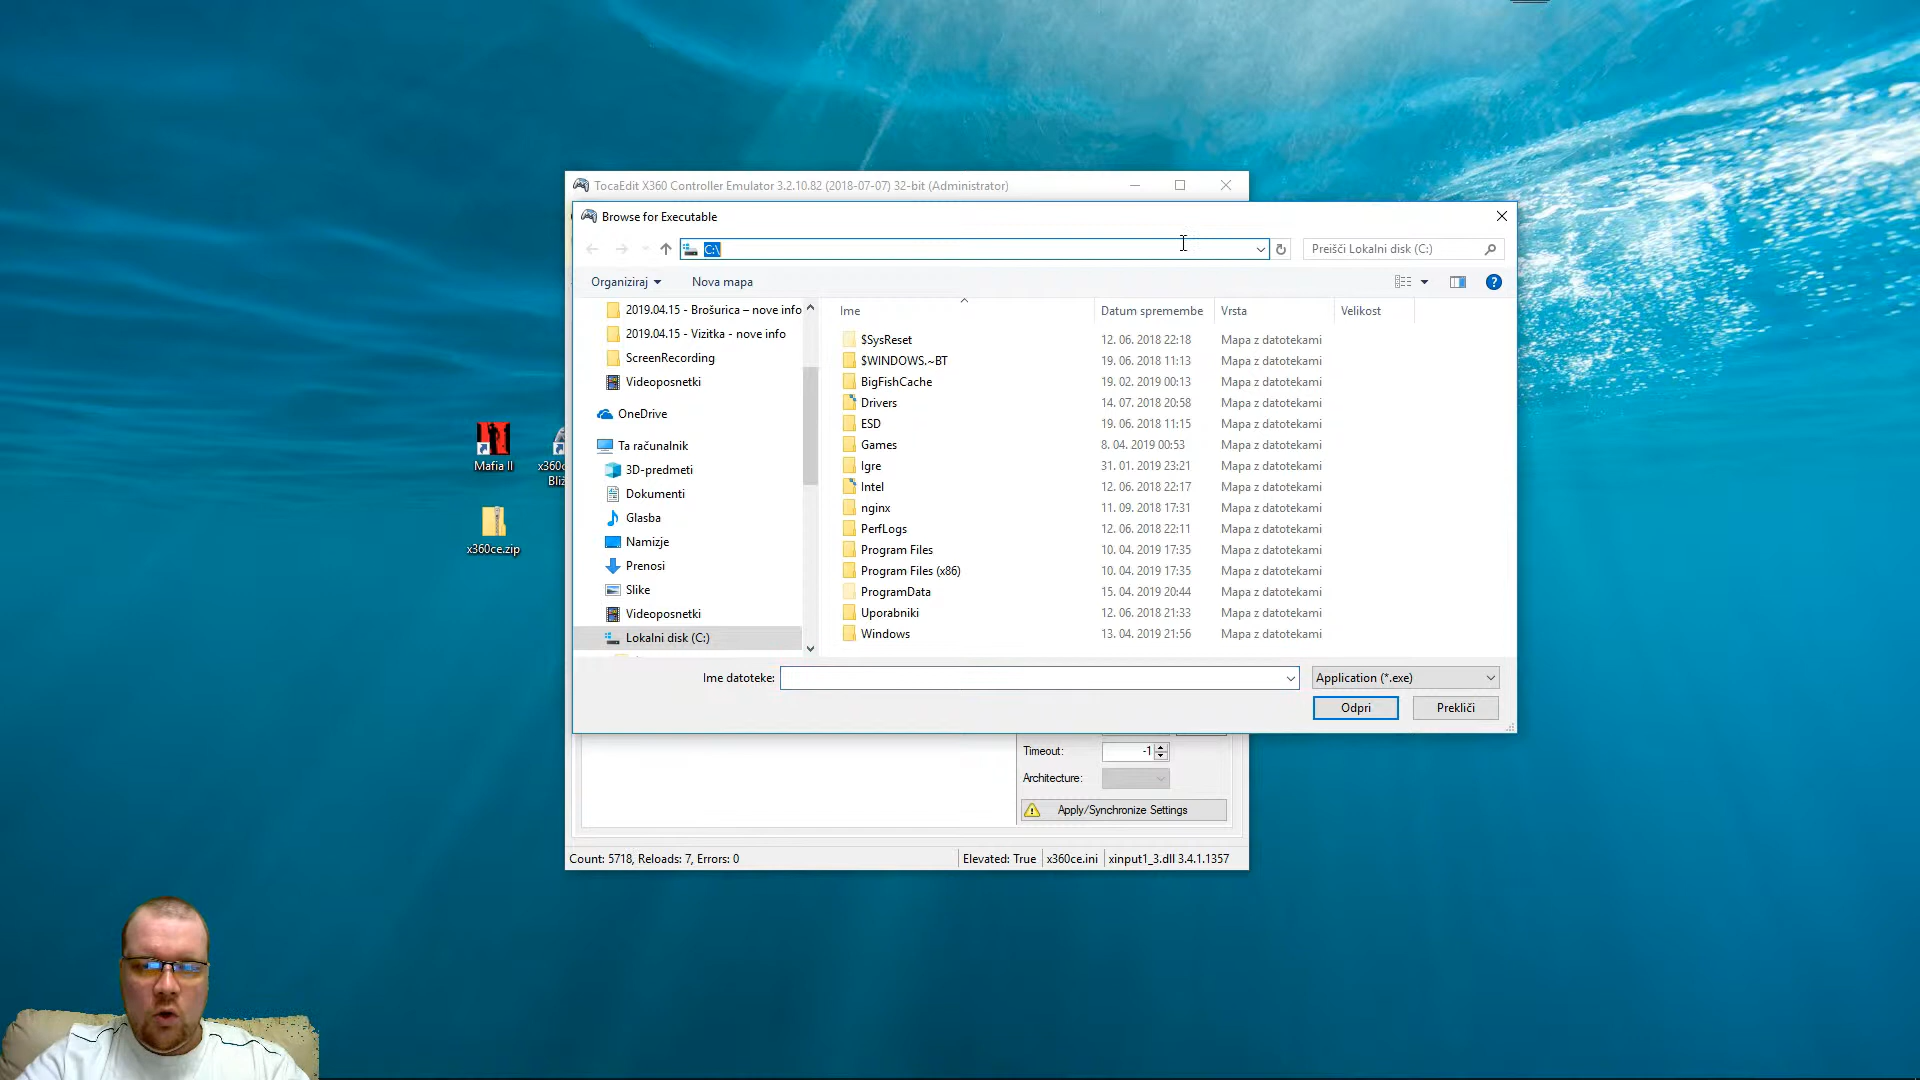 TocaEdit X360 Controller Emulator 3.2.10.82 (2018-07-07) 32-bit (Administrator)
Browse for Executable
C:\
Preišči Lokalni disk (C:)
Organiziraj
Nova mapa
2019.04.15 - Brošurica – nove info
2019.04.15 - Vizitka - nove info
ScreenRecording
Videoposnetki
OneDrive
Ta računalnik
3D-predmeti
Dokumenti
Glasba
Namizje
Prenosi
Slike
Videoposnetki
Lokalni disk (C:)
Ime Datum spremembe Vrsta Velikost
$SysReset 12. 06. 2018 22:18 Mapa z datotekami
$WINDOWS.~BT 19. 06. 2018 11:13 Mapa z datotekami
BigFishCache 19. 02. 2019 00:13 Mapa z datotekami
Drivers 14. 07. 2018 20:58 Mapa z datotekami
ESD 19. 06. 2018 11:15 Mapa z datotekami
Games 8. 04. 2019 00:53 Mapa z datotekami
Igre 31. 01. 2019 23:21 Mapa z datotekami
Intel 12. 06. 2018 22:17 Mapa z datotekami
nginx 11. 09. 2018 17:31 Mapa z datotekami
PerfLogs 12. 06. 2018 22:11 Mapa z datotekami
Program Files 10. 04. 2019 17:35 Mapa z datotekami
Program Files (x86) 10. 04. 2019 17:35 Mapa z datotekami
ProgramData 15. 04. 2019 20:44 Mapa z datotekami
Uporabniki 12. 06. 2018 21:33 Mapa z datotekami
Windows 13. 04. 2019 21:56 Mapa z datotekami
Ime datoteke:
Application (*.exe)
Odpri
Prekliči
Timeout: -1
Architecture:
Apply/Synchronize Settings
Count: 5718, Reloads: 7, Errors: 0
Elevated: True
x360ce.ini
xinput1_3.dll 3.4.1.1357
Mafia II
x360ce.zip